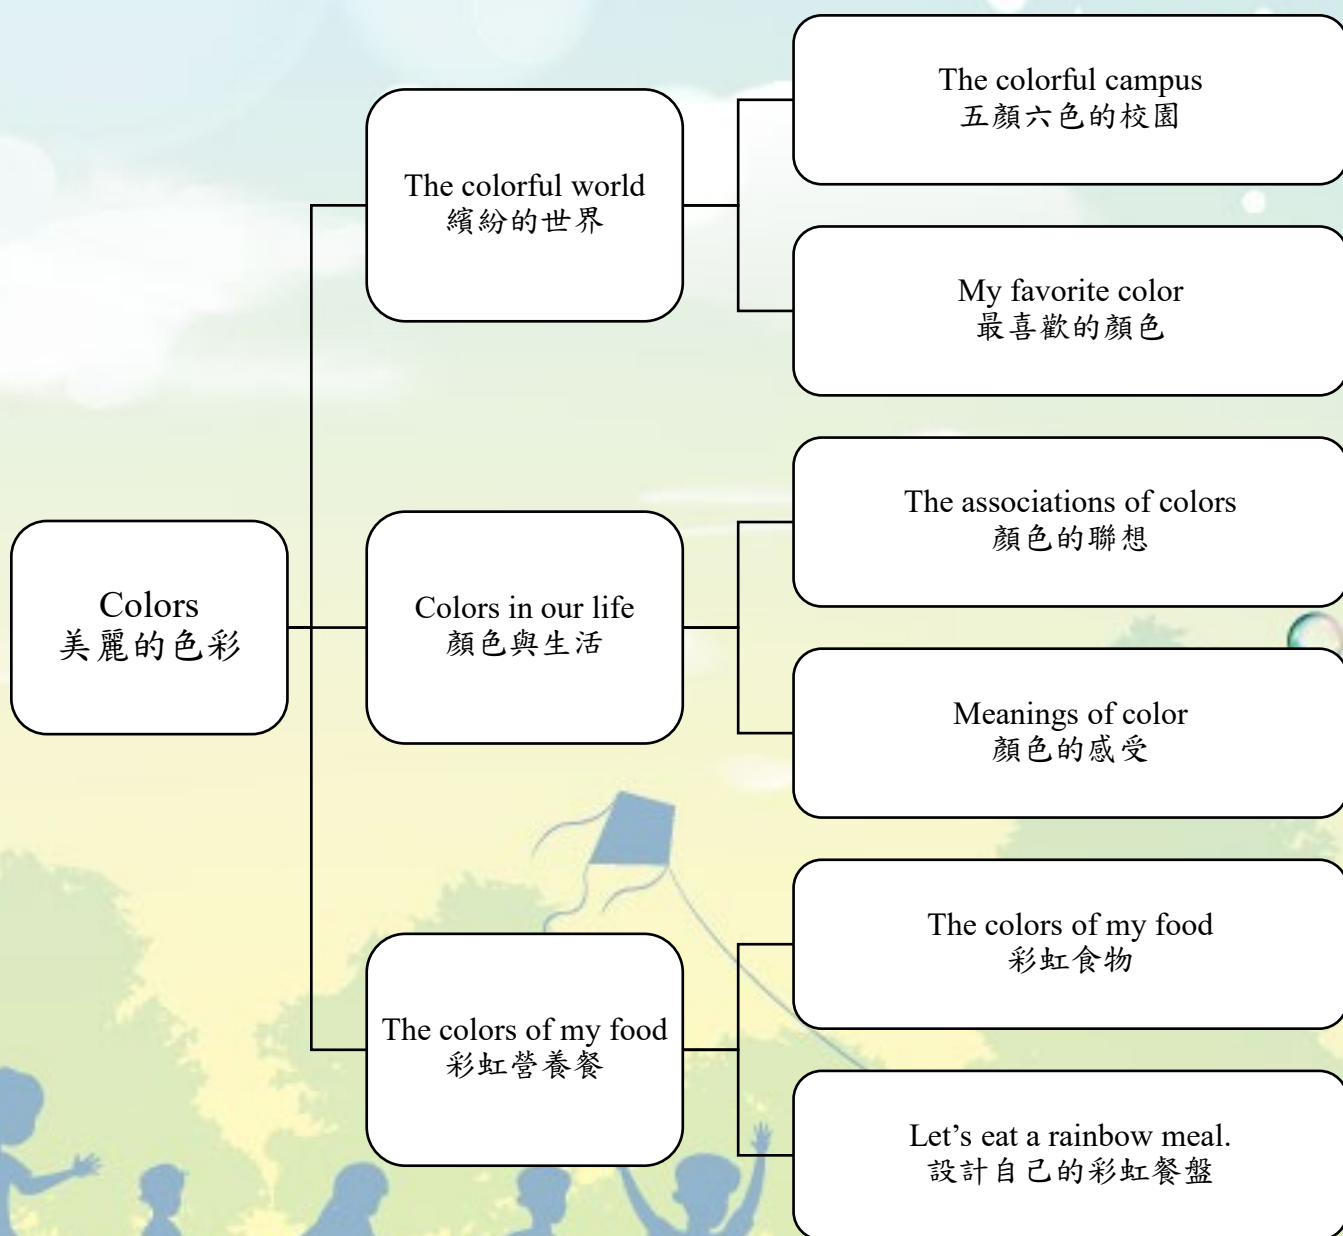 Colors
美麗的色彩
The colorful world
繽紛的世界
The colorful campus
五顏六色的校園
My favorite color
最喜歡的顏色
Colors in our life
顏色與生活
The associations of colors
顏色的聯想
Meanings of color
顏色的感受
The colors of my food
彩虹營養餐
The colors of my food
彩虹食物
Let’s eat a rainbow meal.
設計自己的彩虹餐盤